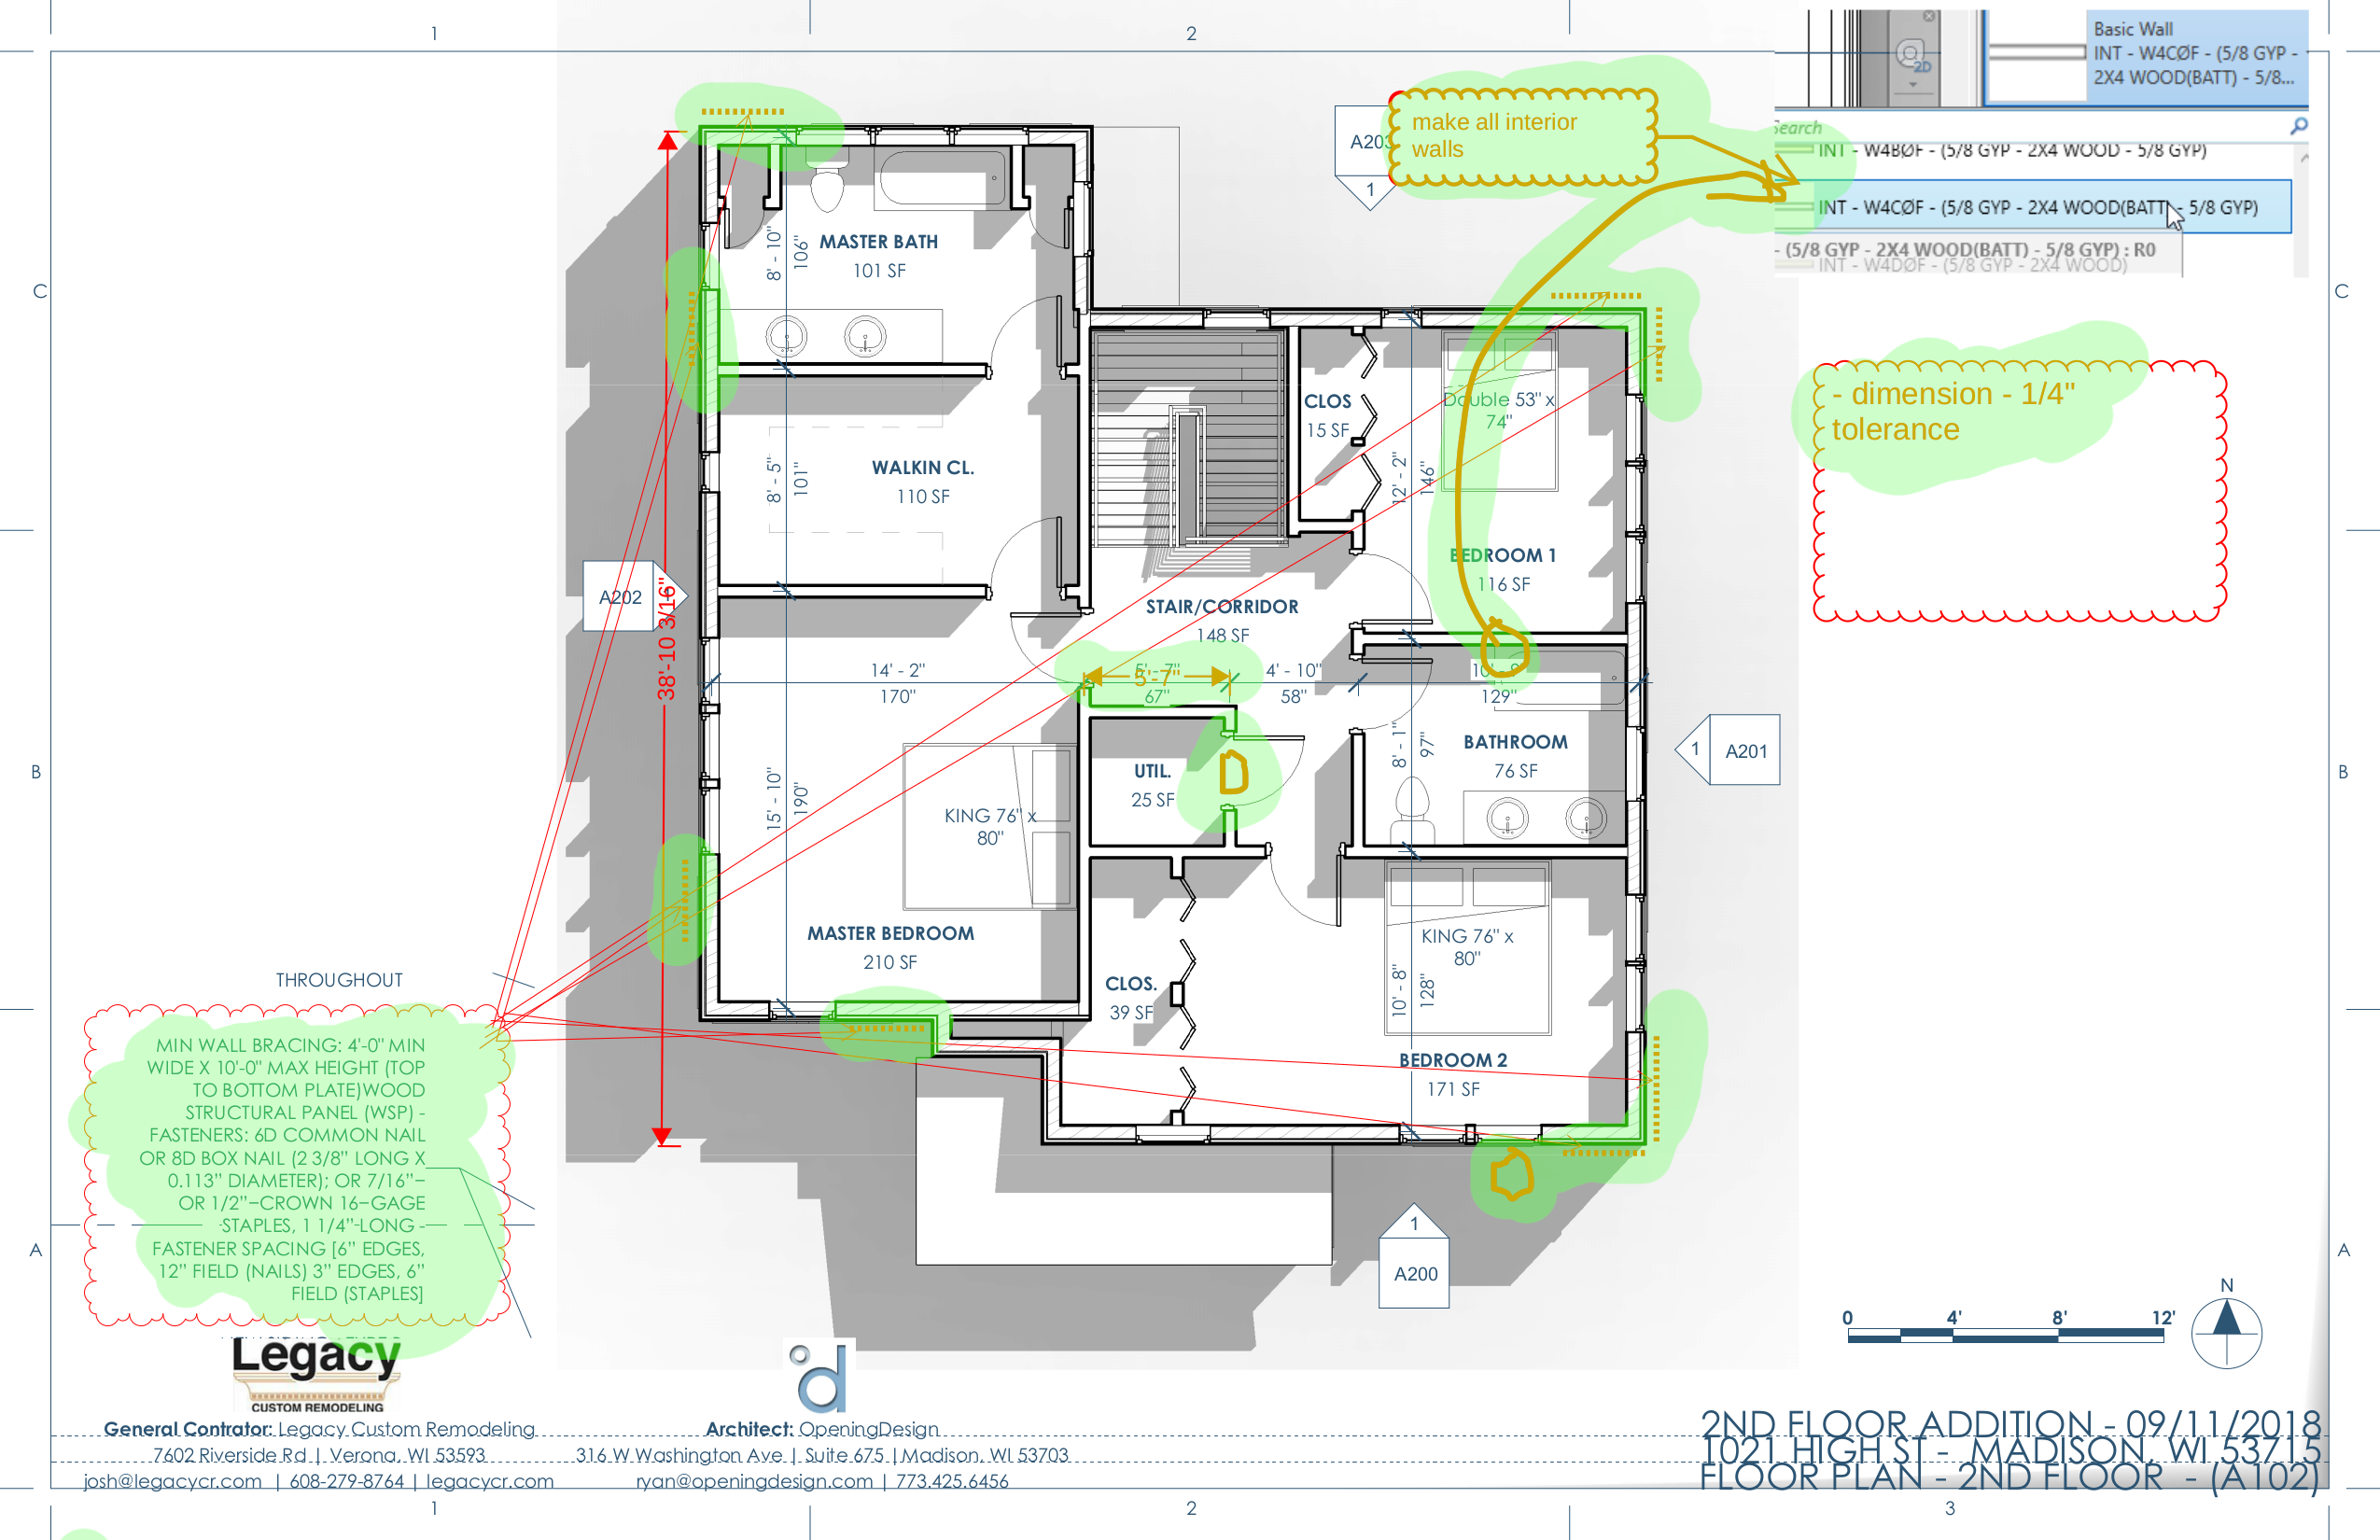 1
2
Basic Wall
INT - W4CØF - (5/8 GYP -
2X4 WOOD(BATT) - 5/8...
2D
Search
INT - W4BØF - (5/8 GYP - 2X4 WOOD - 5/8 GYP)
INT - W4CØF - (5/8 GYP - 2X4 WOOD(BATT) - 5/8 GYP)
- (5/8 GYP - 2X4 WOOD(BATT) - 5/8 GYP) : R0
INT - W4DØF - (5/8 GYP - 2X4 WOOD)
make all interior
walls
A203
1
C
C
- dimension - 1/4"
tolerance
MASTER BATH
101 SF
8' - 10"
106"
WALKIN CL.
110 SF
8' - 5"
101"
CLOS
15 SF
Double 53" x
74"
12' - 2"
146"
BEDROOM 1
116 SF
A202
38'-10 3/16"
STAIR/CORRIDOR
148 SF
14' - 2"
170"
5'-7"
5' - 7"
67"
4' - 10"
58"
10' - 9"
129"
B
B
UTIL.
25 SF
D
8' - 1"
97"
BATHROOM
76 SF
1
A201
15' - 10"
190"
KING 76" x
80"
MASTER BEDROOM
210 SF
CLOS.
39 SF
KING 76" x
80"
10' - 8"
128"
BEDROOM 2
171 SF
THROUGHOUT
MIN WALL BRACING: 4'-0" MIN
WIDE X 10'-0" MAX HEIGHT (TOP
TO BOTTOM PLATE)WOOD
STRUCTURAL PANEL (WSP) -
FASTENERS: 6D COMMON NAIL
OR 8D BOX NAIL (2 3/8" LONG X
0.113" DIAMETER); OR 7/16"–
OR 1/2"–CROWN 16–GAGE
STAPLES, 1 1/4" LONG -
FASTENER SPACING [6" EDGES,
12" FIELD (NAILS) 3" EDGES, 6"
FIELD (STAPLES]
A
A
1
A200
N
0 4' 8' 12'
Legacy
CUSTOM REMODELING
d
General Contrator: Legacy Custom Remodeling
7602 Riverside Rd | Verona, WI 53593
josh@legacycr.com | 608-279-8764 | legacycr.com
Architect: OpeningDesign
316 W Washington Ave | Suite 675 | Madison, WI 53703
ryan@openingdesign.com | 773.425.6456
2ND FLOOR ADDITION - 09/11/2018
1021 HIGH ST - MADISON, WI 53715
FLOOR PLAN - 2ND FLOOR - (A102)
1
2
3